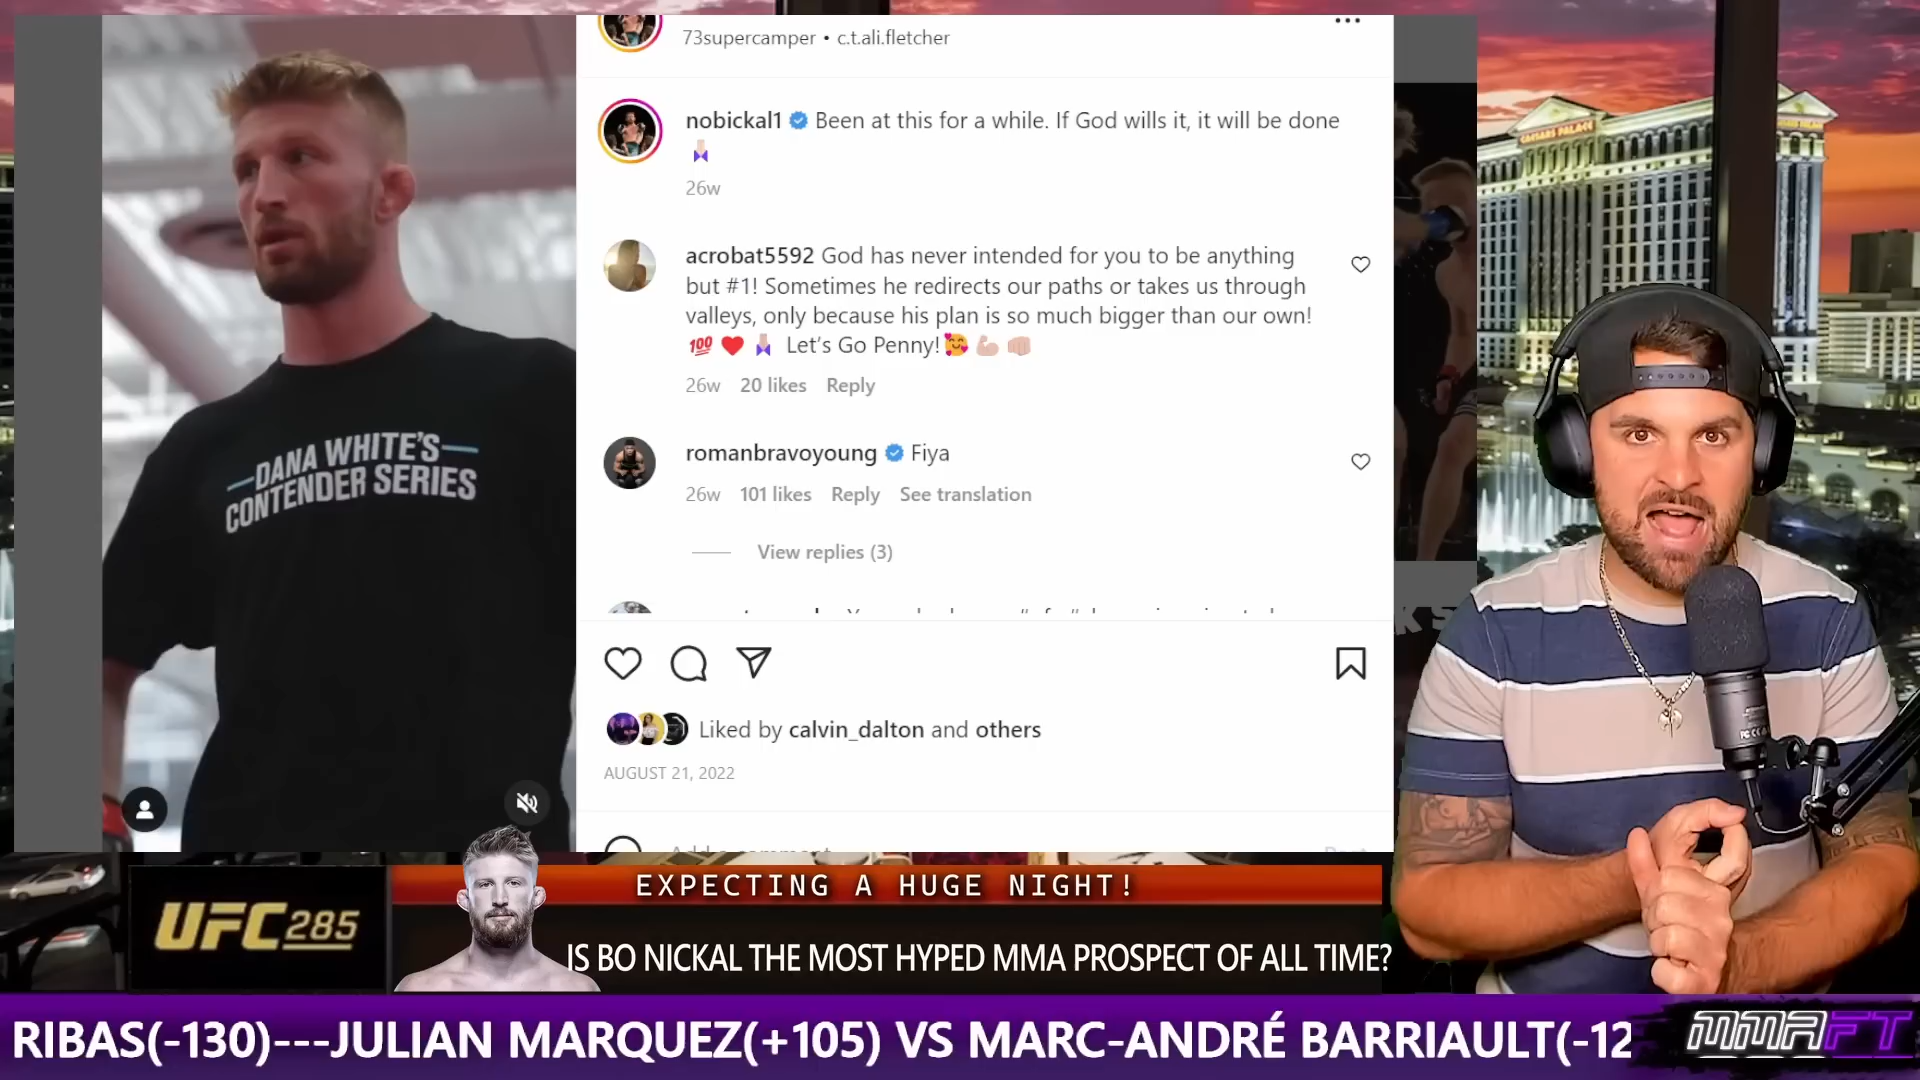 73supercamper • c.t.ali.fletcher
nobickal1 Been at this for a while. If God wills it, it will be done
26w
acrobat5592 God has never intended for you to be anything
but #1! Sometimes he redirects our paths or takes us through
valleys, only because his plan is so much bigger than our own!
💯 ❤️ 🙏🏻 Let's Go Penny!🥰 💪🏼 👊🏼
26w 20 likes Reply
romanbravoyoung Fiya
26w 101 likes Reply See translation
View replies (3)
Liked by calvin_dalton and others
AUGUST 21, 2022
DANA WHITE'S
CONTENDER SERIES
CAESARS PALACE
EXPECTING A HUGE NIGHT!
UFC 285
IS BO NICKAL THE MOST HYPED MMA PROSPECT OF ALL TIME?
RIBAS(-130)---JULIAN MARQUEZ(+105) VS MARC-ANDRÉ BARRIAULT(-12
MMAFT